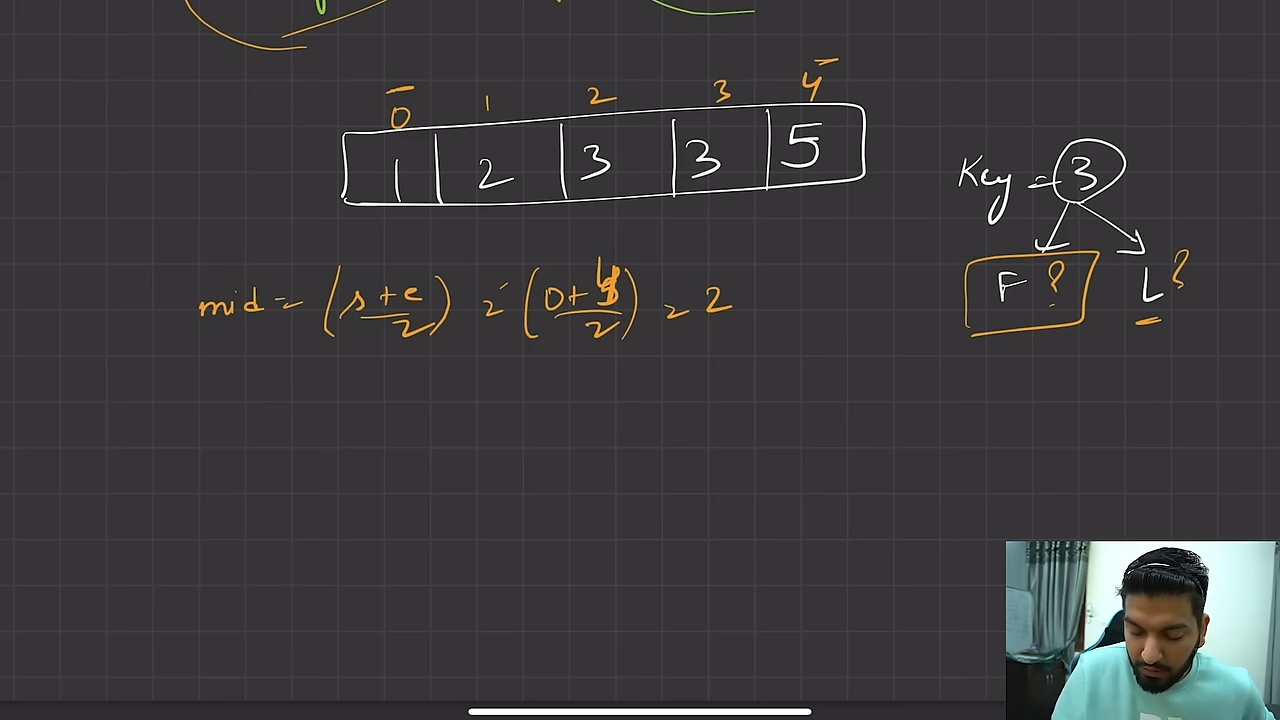 0 1 2 3 4
1 2 3 3 5
Key = 3
F ? L ?
mid = (s+e/2) = (0+4/2) = 2